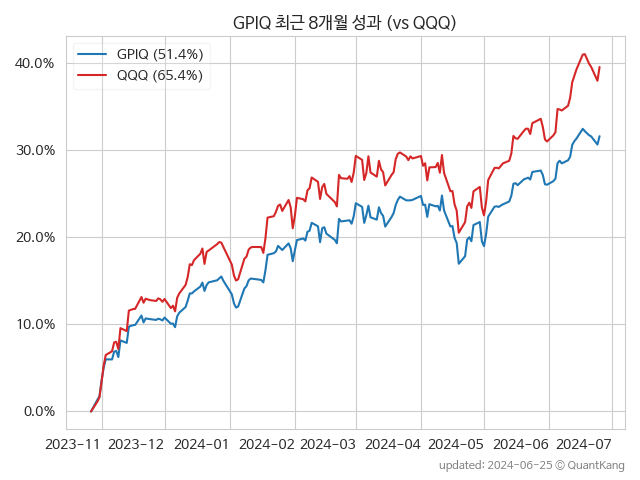 GPIQ 최근 8개월 성과 (vs QQQ)
GPIQ (51.4%)
QQQ (65.4%)
40.0%
30.0%
20.0%
10.0%
0.0%
2023-11 2023-12 2024-01 2024-02 2024-03 2024-04 2024-05 2024-06 2024-07
updated: 2024-06-25 © QuantKang